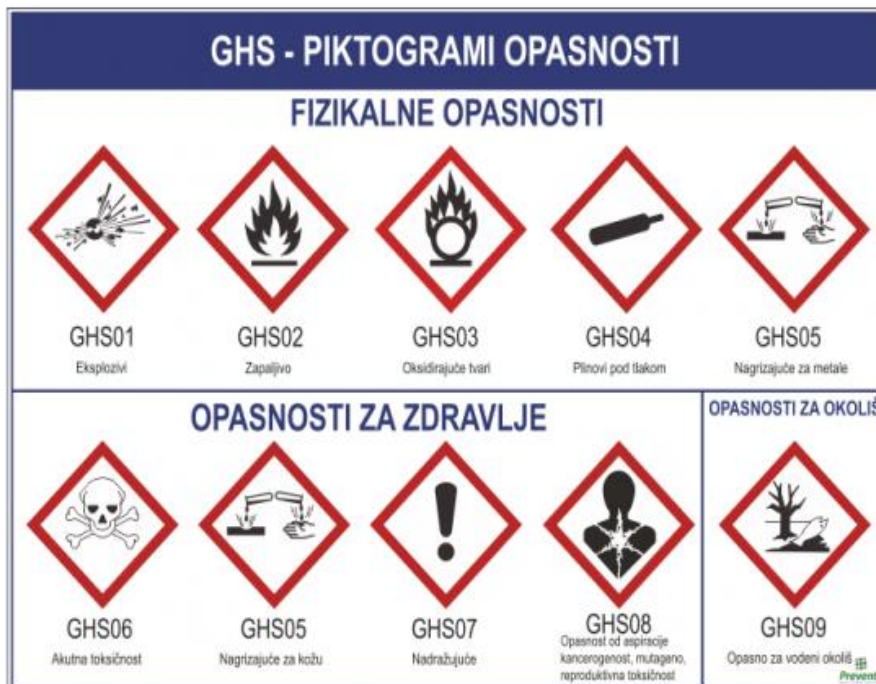 GHS - PIKTOGRAMI OPASNOSTI
FIZIKALNE OPASNOSTI
GHS01
Eksplozivi
GHS02
Zapaljivo
GHS03
Oksidirajuće tvari
GHS04
Plinovi pod tlakom
GHS05
Nagrizajuće za metale
OPASNOSTI ZA ZDRAVLJE
GHS06
Akutna toksičnost
GHS05
Nagrizajuće za kožu
GHS07
Nadražujuće
GHS08
Opasnost od aspiracije
kancerogenost, mutageno,
reproduktivna toksičnost
OPASNOSTI ZA OKOLIŠ
GHS09
Opasno za vodeni okoliš
Prevent